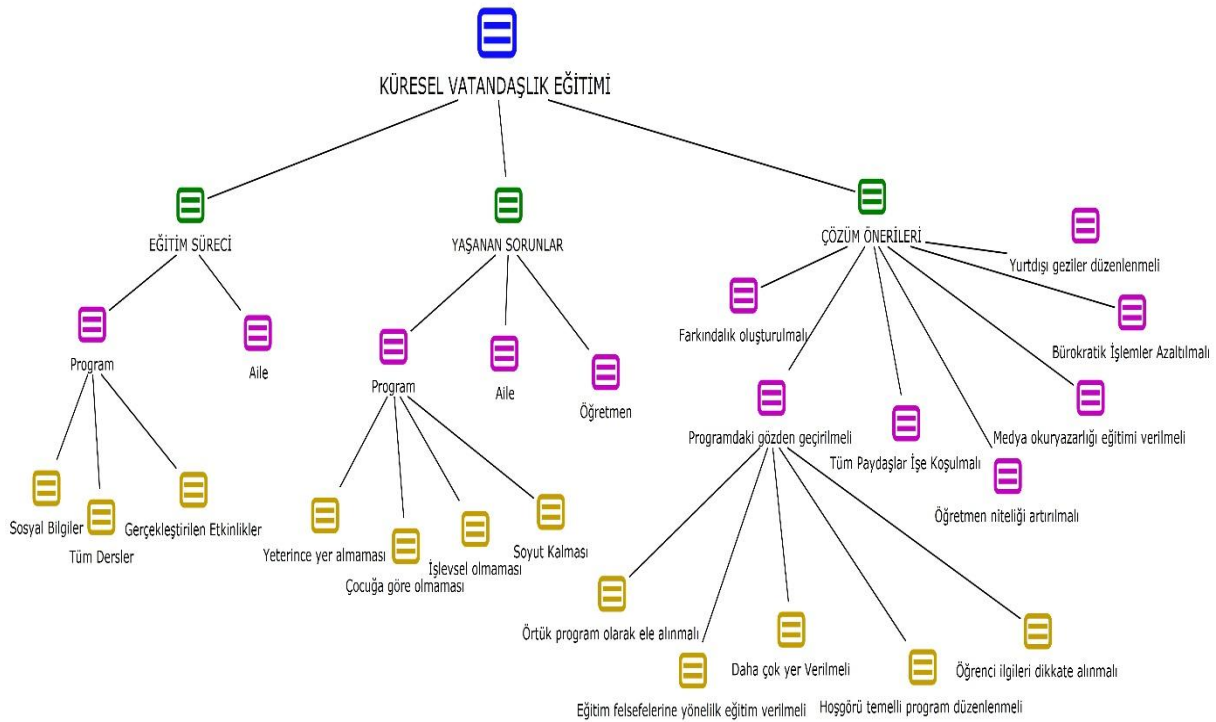 KÜRESEL VATANDAŞLIK EĞİTİMİ
EĞİTİM SÜRECİ
YAŞANAN SORUNLAR
ÇÖZÜM ÖNERİLERİ
Yurtdışı geziler düzenlenmeli
Farkındalık oluşturulmalı
Bürokratik İşlemler Azaltılmalı
Program
Aile
Program
Aile
Öğretmen
Programdaki gözden geçirilmeli
Tüm Paydaşlar İşe Koşulmalı
Medya okuryazarlığı eğitimi verilmeli
Öğretmen niteliği artırılmalı
Sosyal Bilgiler
Tüm Dersler
Gerçekleştirilen Etkinlikler
Yeterince yer almaması
Çocuğa göre olmaması
İşlevsel olmaması
Soyut Kalması
Örtük program olarak ele alınmalı
Eğitim felsefelerine yönelilk eğitim verilmeli
Daha çok yer Verilmeli
Hoşgörü temelli program düzenlenmeli
Öğrenci ilgileri dikkate alınmalı